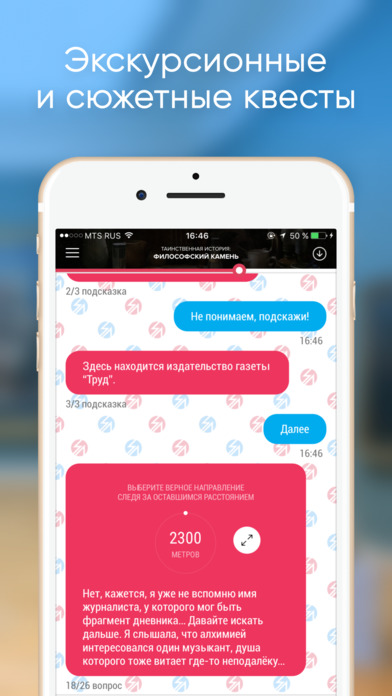 Экскурсионные
и сюжетные квесты
MTS RUS
16:46
50 %
ТАИНСТВЕННАЯ ИСТОРИЯ:
ФИЛОСОФСКИЙ КАМЕНЬ
2/3 подсказка
Не понимаем, подскажи!
16:46
Здесь находится издательство газеты
"Труд".
3/3 подсказка
Далее
16:46
ВЫБЕРИТЕ ВЕРНОЕ НАПРАВЛЕНИЕ
СЛЕДЯ ЗА ОСТАВШИМСЯ РАССТОЯНИЕМ
2300
МЕТРОВ
Нет, кажется, я уже не вспомню имя
журналиста, у которого мог быть
фрагмент дневника... Давайте искать
дальше. Я слышала, что алхимией
интересовался один музыкант, душа
которого тоже витает где-то неподалёку...
18/26 вопрос